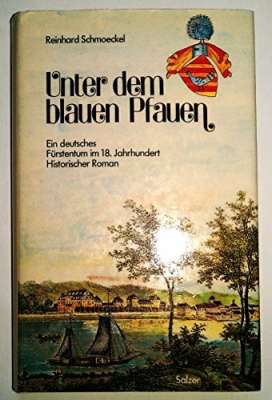 Reinhard Schmoeckel
Unter dem
blauen Pfauen
Ein deutsches
Fürstentum im 18. Jahrhundert
Historischer Roman
Salzer